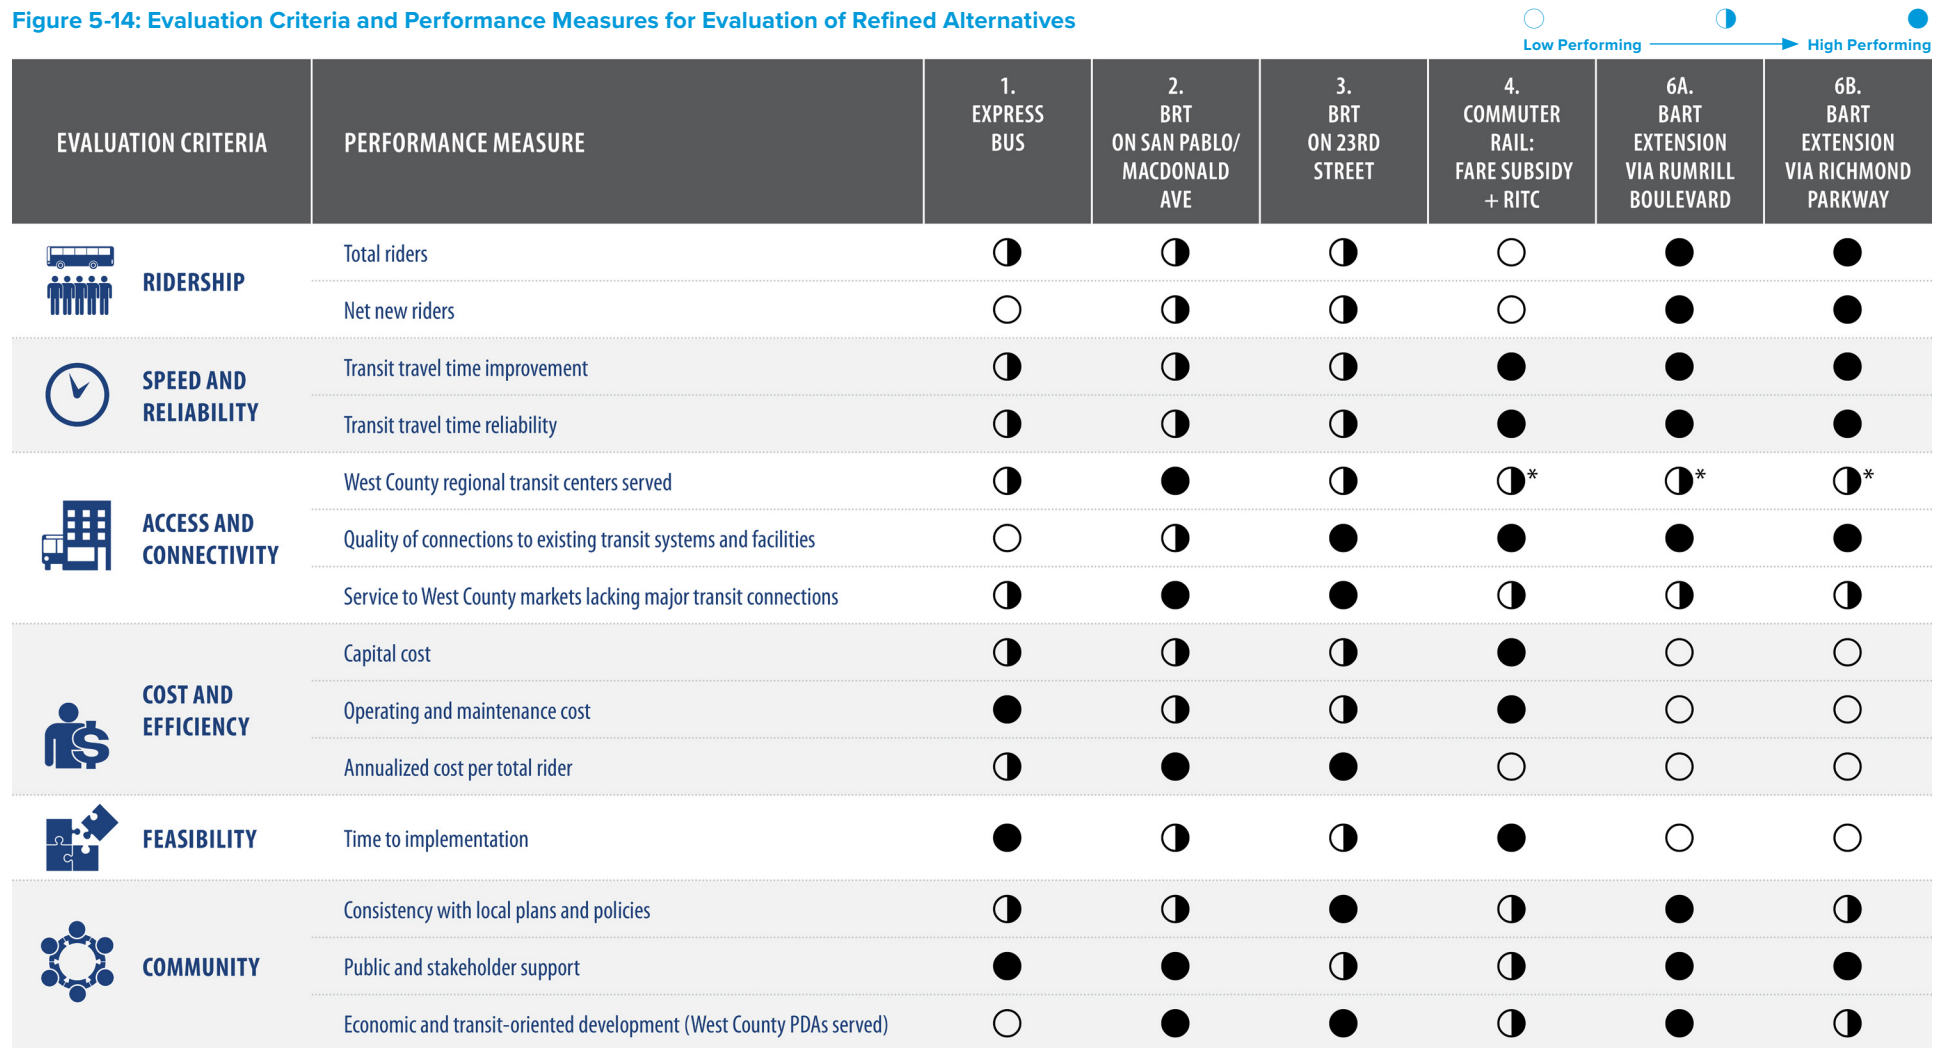 Figure 5-14: Evaluation Criteria and Performance Measures for Evaluation of Refined Alternatives
Low Performing
High Performing
EVALUATION CRITERIA
PERFORMANCE MEASURE
1.
EXPRESS
BUS
2.
BRT
ON SAN PABLO/
MACDONALD
AVE
3.
BRT
ON 23RD
STREET
4.
COMMUTER
RAIL:
FARE SUBSIDY
+ RITC
6A.
BART
EXTENSION
VIA RUMRILL
BOULEVARD
6B.
BART
EXTENSION
VIA RICHMOND
PARKWAY
RIDERSHIP
Total riders
Net new riders
SPEED AND
RELIABILITY
Transit travel time improvement
Transit travel time reliability
ACCESS AND
CONNECTIVITY
West County regional transit centers served
*
*
*
Quality of connections to existing transit systems and facilities
Service to West County markets lacking major transit connections
COST AND
EFFICIENCY
Capital cost
Operating and maintenance cost
Annualized cost per total rider
FEASIBILITY
Time to implementation
COMMUNITY
Consistency with local plans and policies
Public and stakeholder support
Economic and transit-oriented development (West County PDAs served)